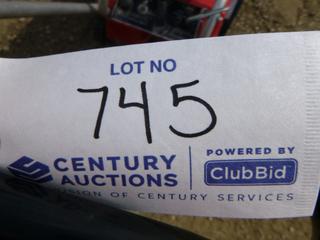 LOT NO
745
CENTURY
AUCTIONS
POWERED BY
ClubBid
OF CENTURY SERVICES